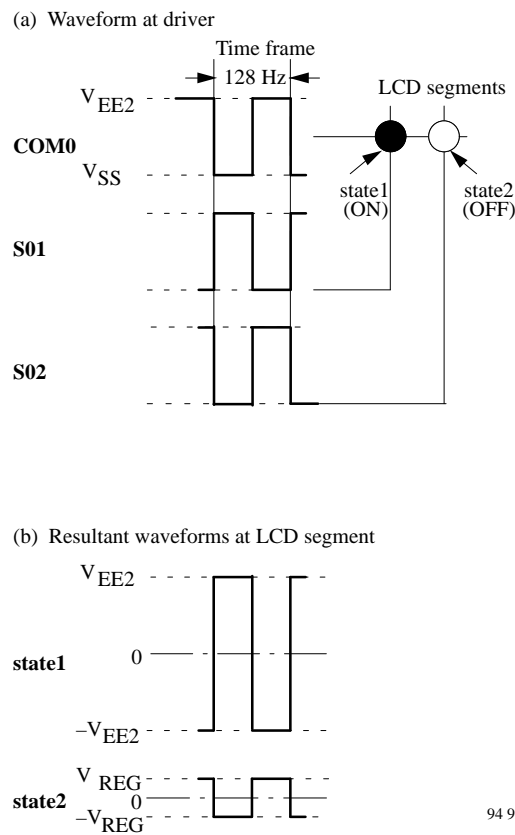 (a) Waveform at driver
Time frame
128 Hz
VEE2
LCD segments
COM0
VSS
state1
(ON)
state2
(OFF)
S01
S02
(b) Resultant waveforms at LCD segment
VEE2
state1
0
–VEE2
V REG
state2
0
–VREG
94 9